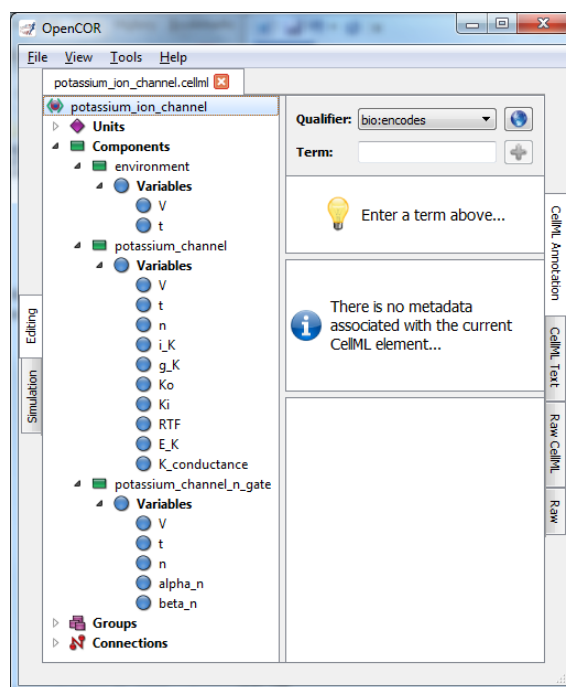 OpenCOR
File View Tools Help
potassium_ion_channel.cellml
potassium_ion_channel
Units
Components
environment
Variables
V
t
potassium_channel
Variables
V
t
n
i_K
g_K
Ko
Ki
RTF
E_K
K_conductance
potassium_channel_n_gate
Variables
V
t
n
alpha_n
beta_n
Groups
Connections
Qualifier: bio:encodes
Term:
Enter a term above...
There is no metadata
associated with the current
CellML element...
Editing
Simulation
CellML Annotation
CellML Text
Raw CellML
Raw